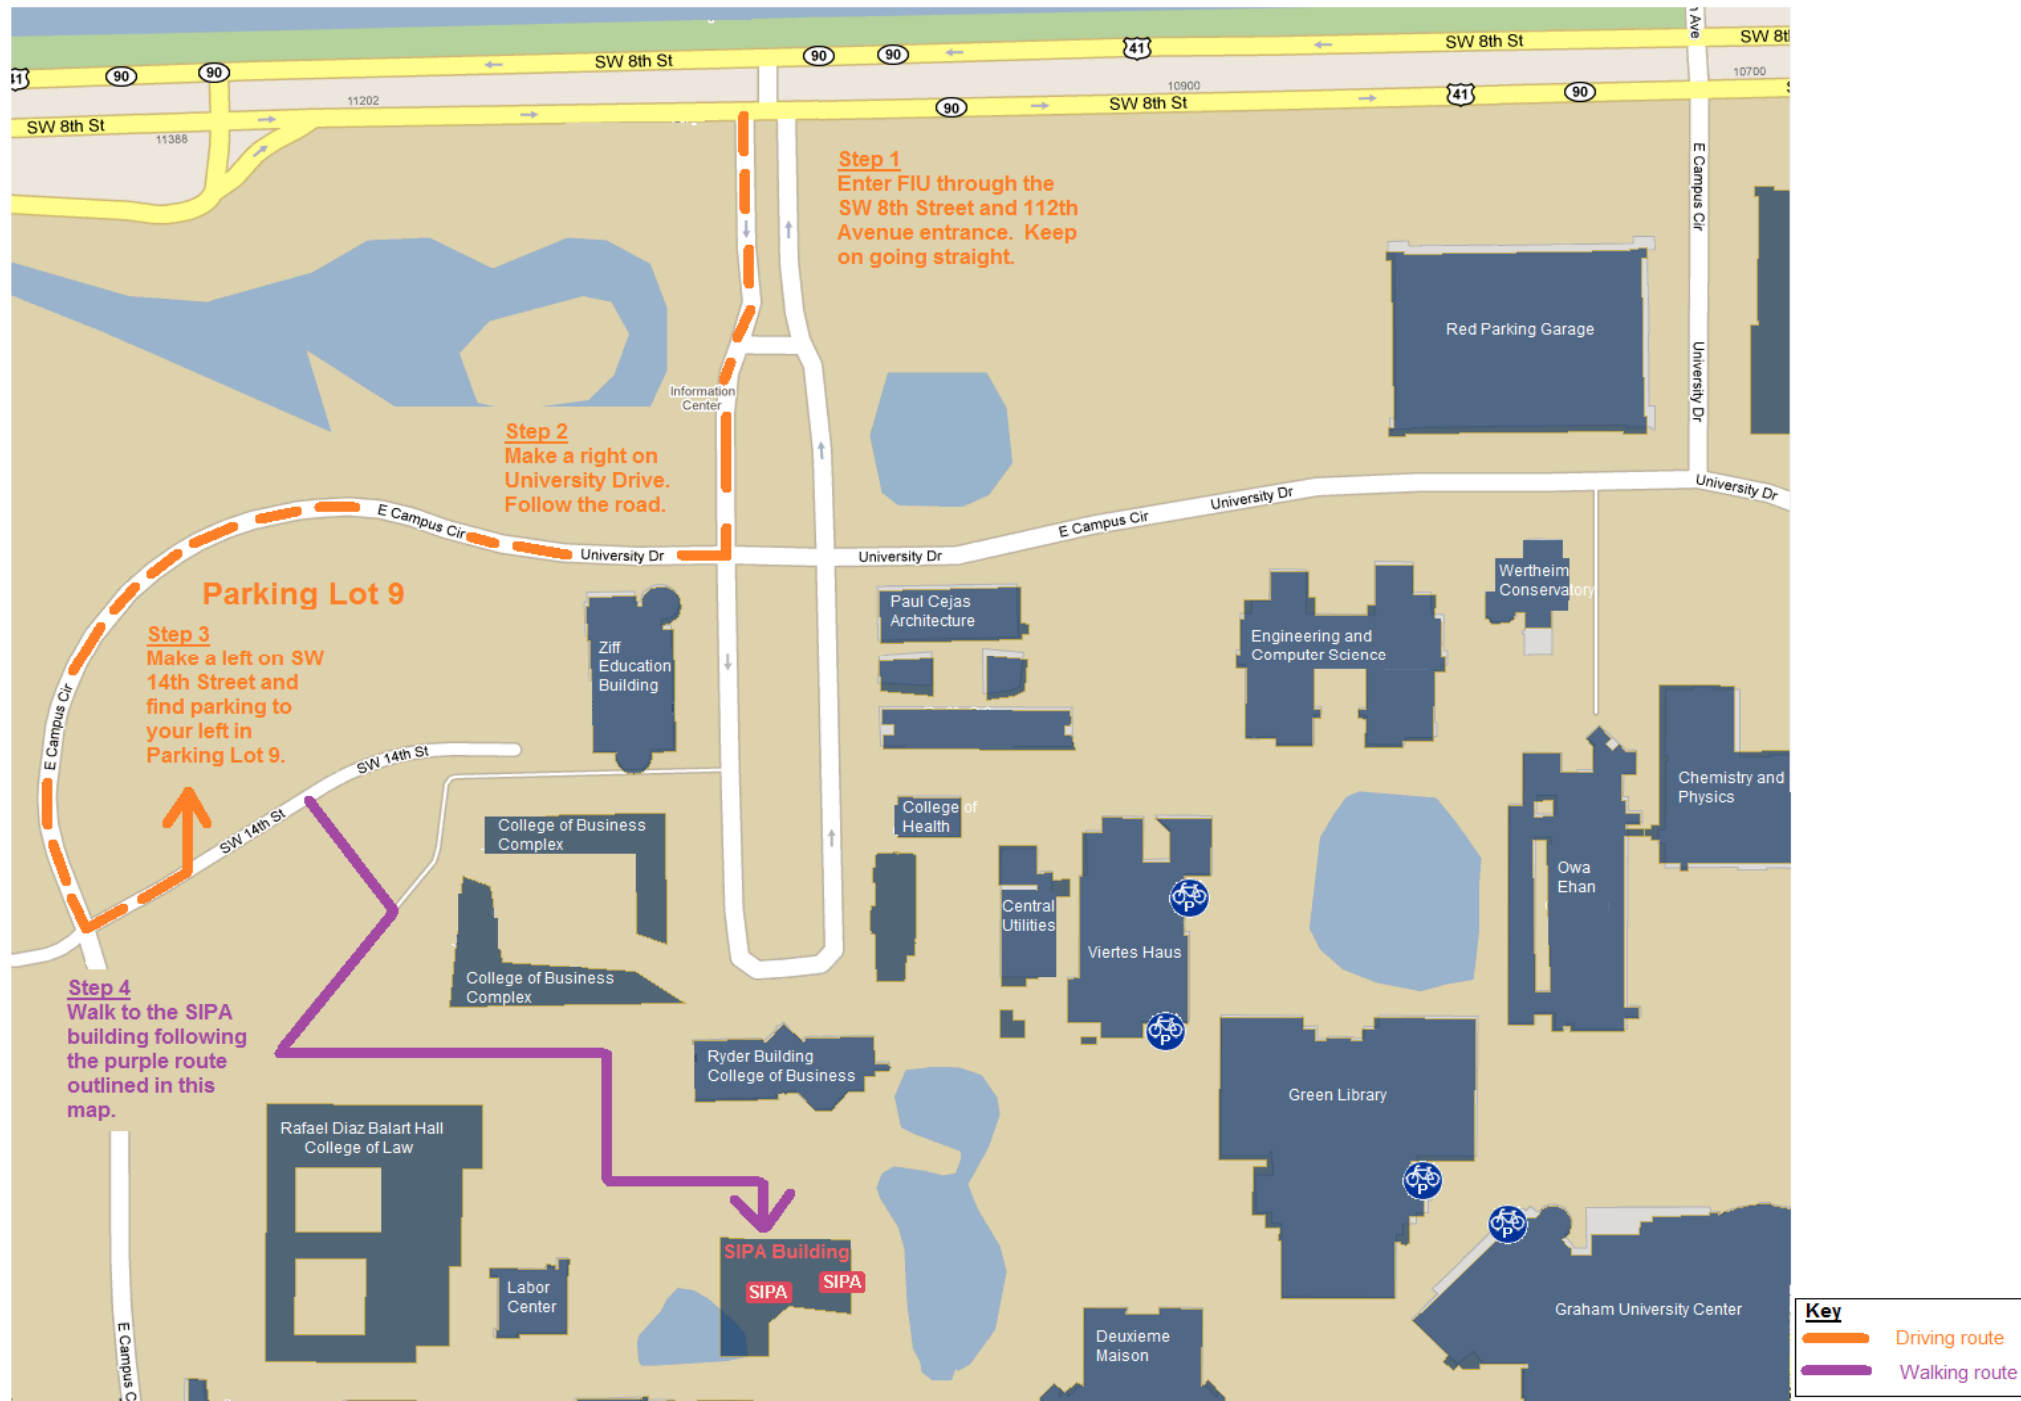 n Ave
SW 8th St
90
90
41
SW 8th St
SW 8t
41
90
90
SW 8th St
11388
11202
90
10900
SW 8th St
41
90
10700
Step 1
Enter FIU through the
SW 8th Street and 112th
Avenue entrance. Keep
on going straight.
E Campus Cir
University Dr
Red Parking Garage
Information
Center
Step 2
Make a right on
University Drive.
Follow the road.
E Campus Cir
University Dr
University Dr
E Campus Cir
University Dr
University Dr
Parking Lot 9
Step 3
Make a left on SW
14th Street and
find parking to
your left in
Parking Lot 9.
E Campus Cir
SW 14th St
SW 14th St
Ziff
Education
Building
Paul Cejas
Architecture
Engineering and
Computer Science
Wertheim
Conservatory
Chemistry and
Physics
College of Business
Complex
College of
Health
Central
Utilities
Viertes Haus
P
P
Owa
Ehan
College of Business
Complex
Step 4
Walk to the SIPA
building following
the purple route
outlined in this
map.
Ryder Building
College of Business
Green Library
P
P
Rafael Diaz Balart Hall
College of Law
Labor
Center
SIPA Building
SIPA
SIPA
Deuxieme
Maison
Graham University Center
E Campus C
Key
Driving route
Walking route